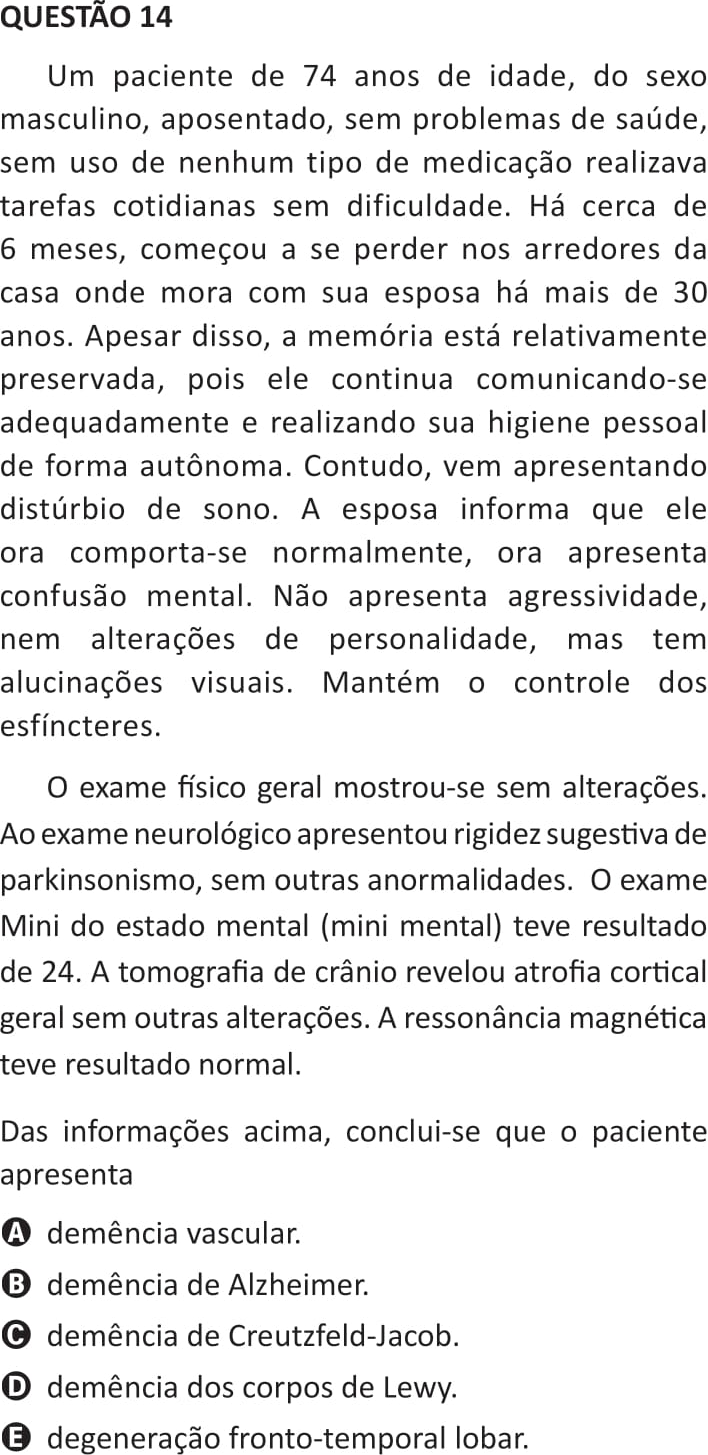 QUESTÃO 14
Um paciente de 74 anos de idade, do sexo
masculino, aposentado, sem problemas de saúde,
sem uso de nenhum tipo de medicação realizava
tarefas cotidianas sem dificuldade. Há cerca de
6 meses, começou a se perder nos arredores da
casa onde mora com sua esposa há mais de 30
anos. Apesar disso, a memória está relativamente
preservada, pois ele continua comunicando-se
adequadamente e realizando sua higiene pessoal
de forma autônoma. Contudo, vem apresentando
distúrbio de sono. A esposa informa que ele
ora comporta-se normalmente, ora apresenta
confusão mental. Não apresenta agressividade,
nem alterações de personalidade, mas tem
alucinações visuais. Mantém o controle dos
esfíncteres.
O exame físico geral mostrou-se sem alterações.
Ao exame neurológico apresentou rigidez sugestiva de
parkinsonismo, sem outras anormalidades. O exame
Mini do estado mental (mini mental) teve resultado
de 24. A tomografia de crânio revelou atrofia cortical
geral sem outras alterações. A ressonância magnética
teve resultado normal.
Das informações acima, conclui-se que o paciente
apresenta
A demência vascular.
B demência de Alzheimer.
C demência de Creutzfeld-Jacob.
D demência dos corpos de Lewy.
E degeneração fronto-temporal lobar.